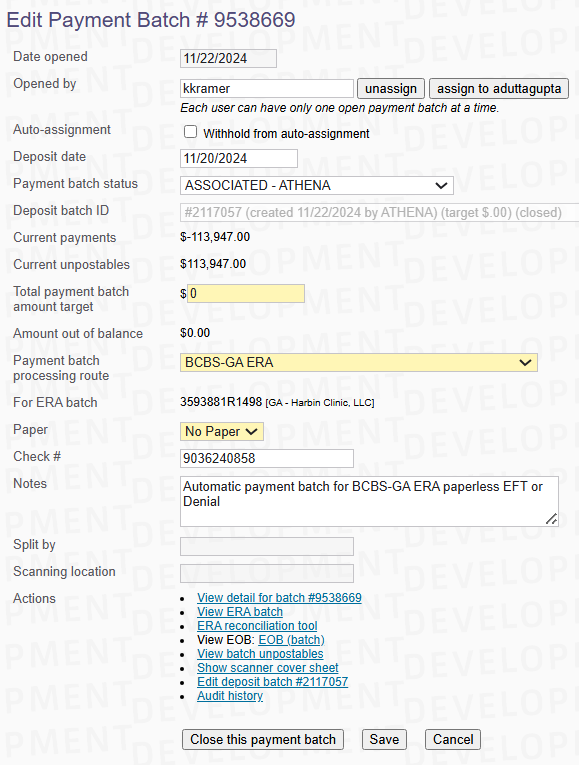 Edit Payment Batch # 9538669
Date opened 11/22/2024
Opened by kkramer unassign assign to aduttagupta
Each user can have only one open payment batch at a time.
Auto-assignment Withhold from auto-assignment
Deposit date 11/20/2024
Payment batch status ASSOCIATED - ATHENA
Deposit batch ID #2117057 (created 11/22/2024 by ATHENA) (target $.00) (closed)
Current payments $-113,947.00
Current unpostables $113,947.00
Total payment batch
amount target $0
Amount out of balance $0.00
Payment batch
processing route BCBS-GA ERA
For ERA batch 3593881R1498 [GA - Harbin Clinic, LLC]
Paper No Paper
Check # 9036240858
Notes Automatic payment batch for BCBS-GA ERA paperless EFT or
Denial
Split by
Scanning location
Actions
• View detail for batch #9538669
• View ERA batch
• ERA reconciliation tool
• View EOB: EOB (batch)
• View batch unpostables
• Show scanner cover sheet
• Edit deposit batch #2117057
• Audit history
Close this payment batch Save Cancel
DEVELOPMENT